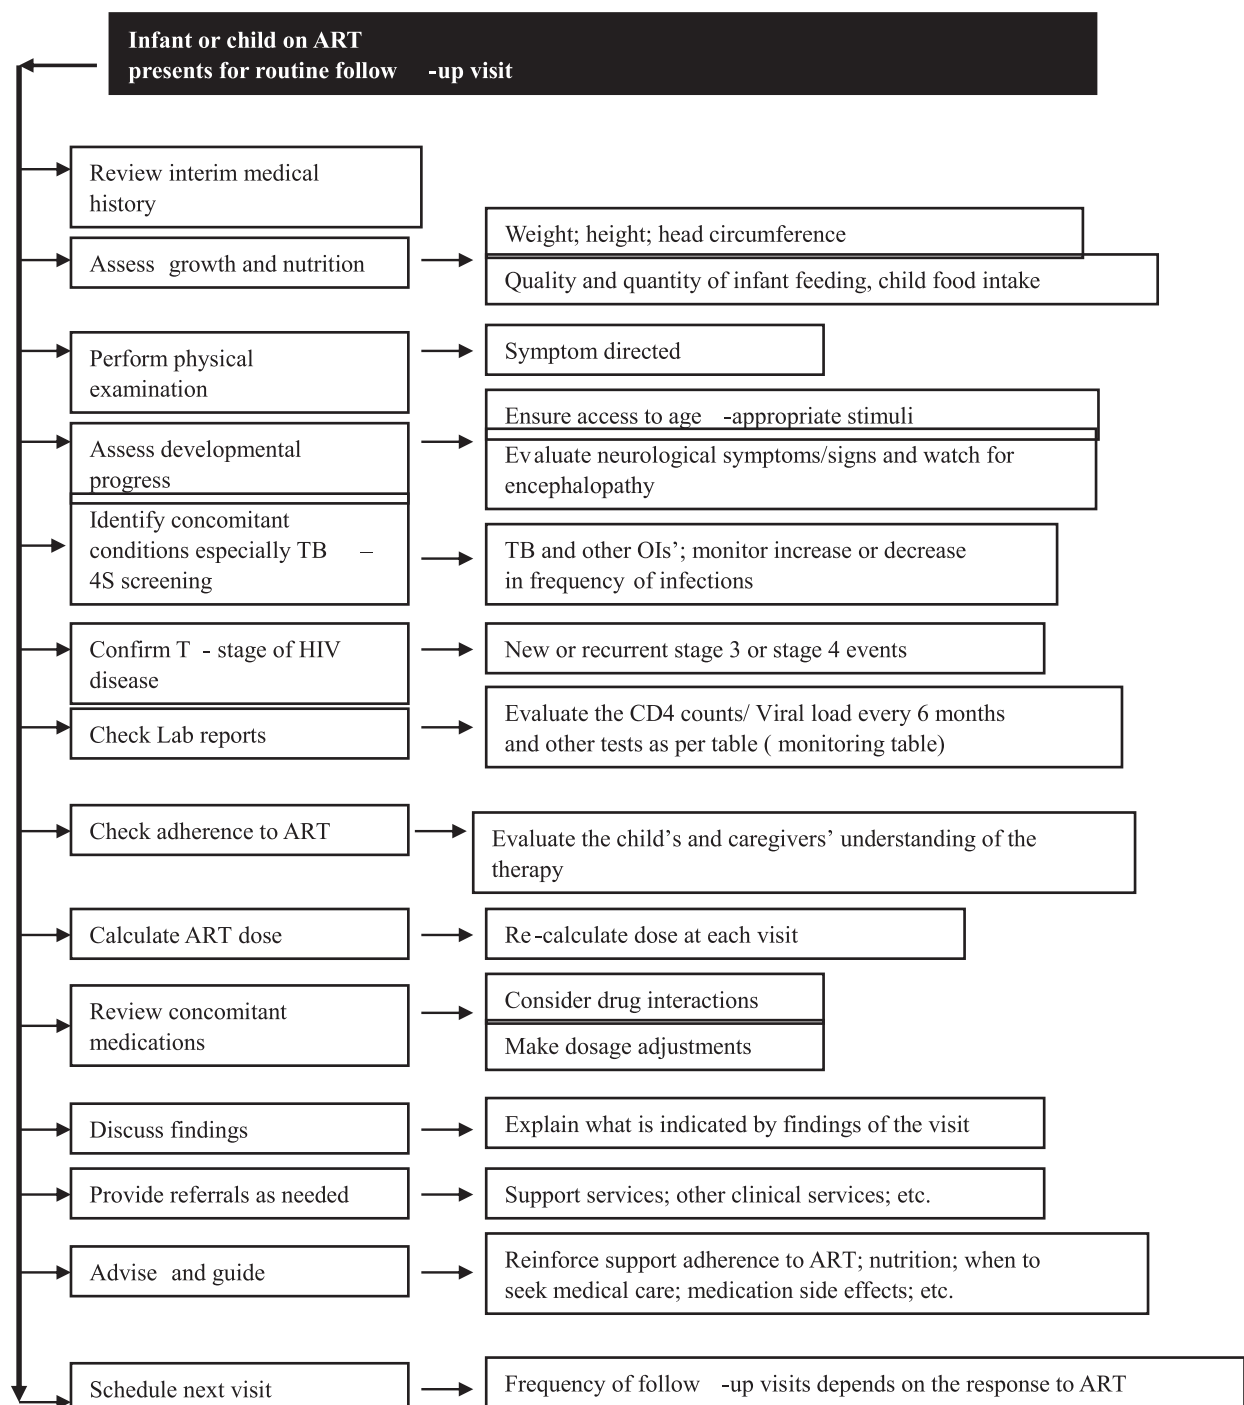 Infant or child on ART
presents for routine follow -up visit
Review interim medical
history
Assess growth and nutrition
Weight; height; head circumference
Quality and quantity of infant feeding, child food intake
Perform physical
examination
Symptom directed
Assess developmental
progress
Ensure access to age -appropriate stimuli
Evaluate neurological symptoms/signs and watch for
encephalopathy
Identify concomitant
conditions especially TB –
4S screening
TB and other OIs’; monitor increase or decrease
in frequency of infections
Confirm T - stage of HIV
disease
New or recurrent stage 3 or stage 4 events
Check Lab reports
Evaluate the CD4 counts/ Viral load every 6 months
and other tests as per table ( monitoring table)
Check adherence to ART
Evaluate the child’s and caregivers’ understanding of the
therapy
Calculate ART dose
Re-calculate dose at each visit
Review concomitant
medications
Consider drug interactions
Make dosage adjustments
Discuss findings
Explain what is indicated by findings of the visit
Provide referrals as needed
Support services; other clinical services; etc.
Advise and guide
Reinforce support adherence to ART; nutrition; when to
seek medical care; medication side effects; etc.
Schedule next visit
Frequency of follow -up visits depends on the response to ART